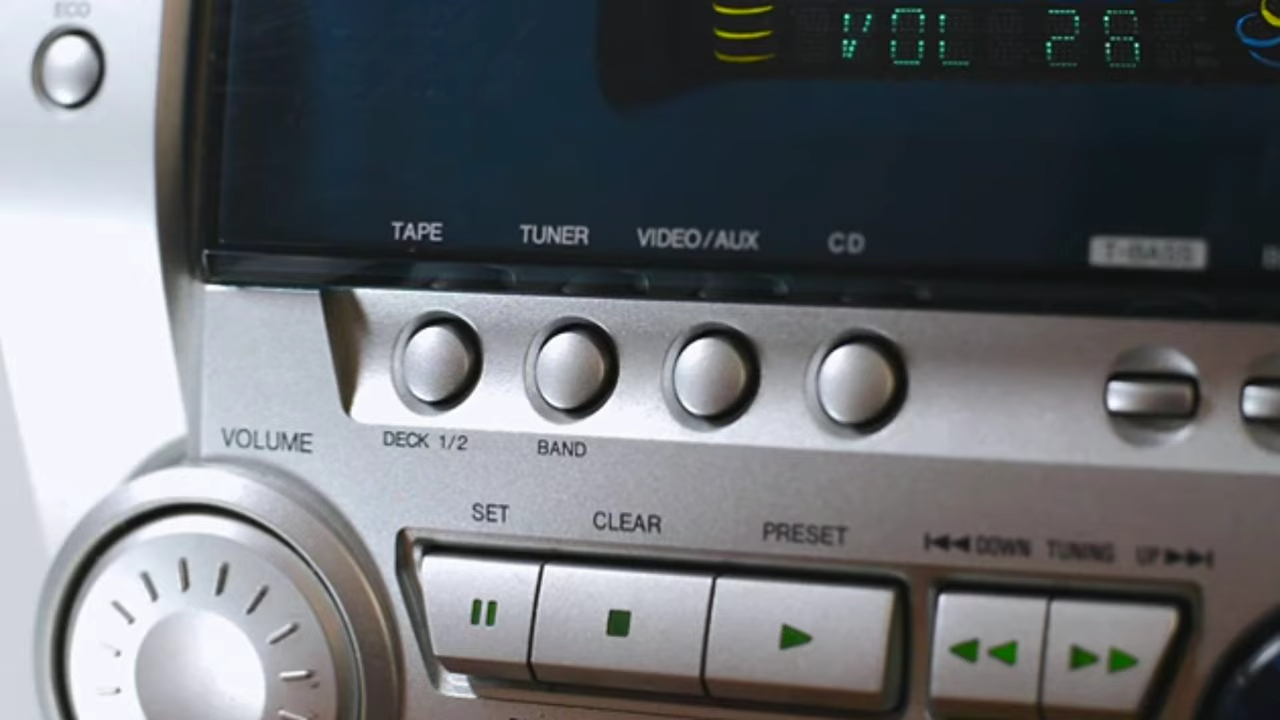 ECO
VOL 26
TAPE TUNER VIDEO/AUX CD T-BASS
VOLUME DECK 1/2 BAND
SET CLEAR PRESET DOWN TUNING UP